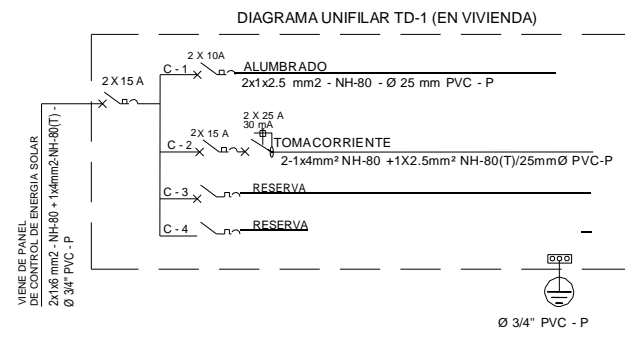 DIAGRAMA UNIFILAR TD-1 (EN VIVIENDA)
2 X 15 A
C - 1
2 X 10A
ALUMBRADO
2x1x2.5 mm2 - NH-80 - Ø 25 mm PVC - P
C - 2
2 X 15 A
2 X 25 A
30 mA
TOMACORRIENTE
2-1x4mm² NH-80 +1X2.5mm² NH-80(T)/25mmØ PVC-P
C - 3
RESERVA
C - 4
RESERVA
VIENE DE PANEL
DE CONTROL DE ENERGIA SOLAR
2x1x6 mm2 - NH-80 + 1x4mm2-NH-80(T) -
Ø 3/4" PVC - P
Ø 3/4" PVC - P